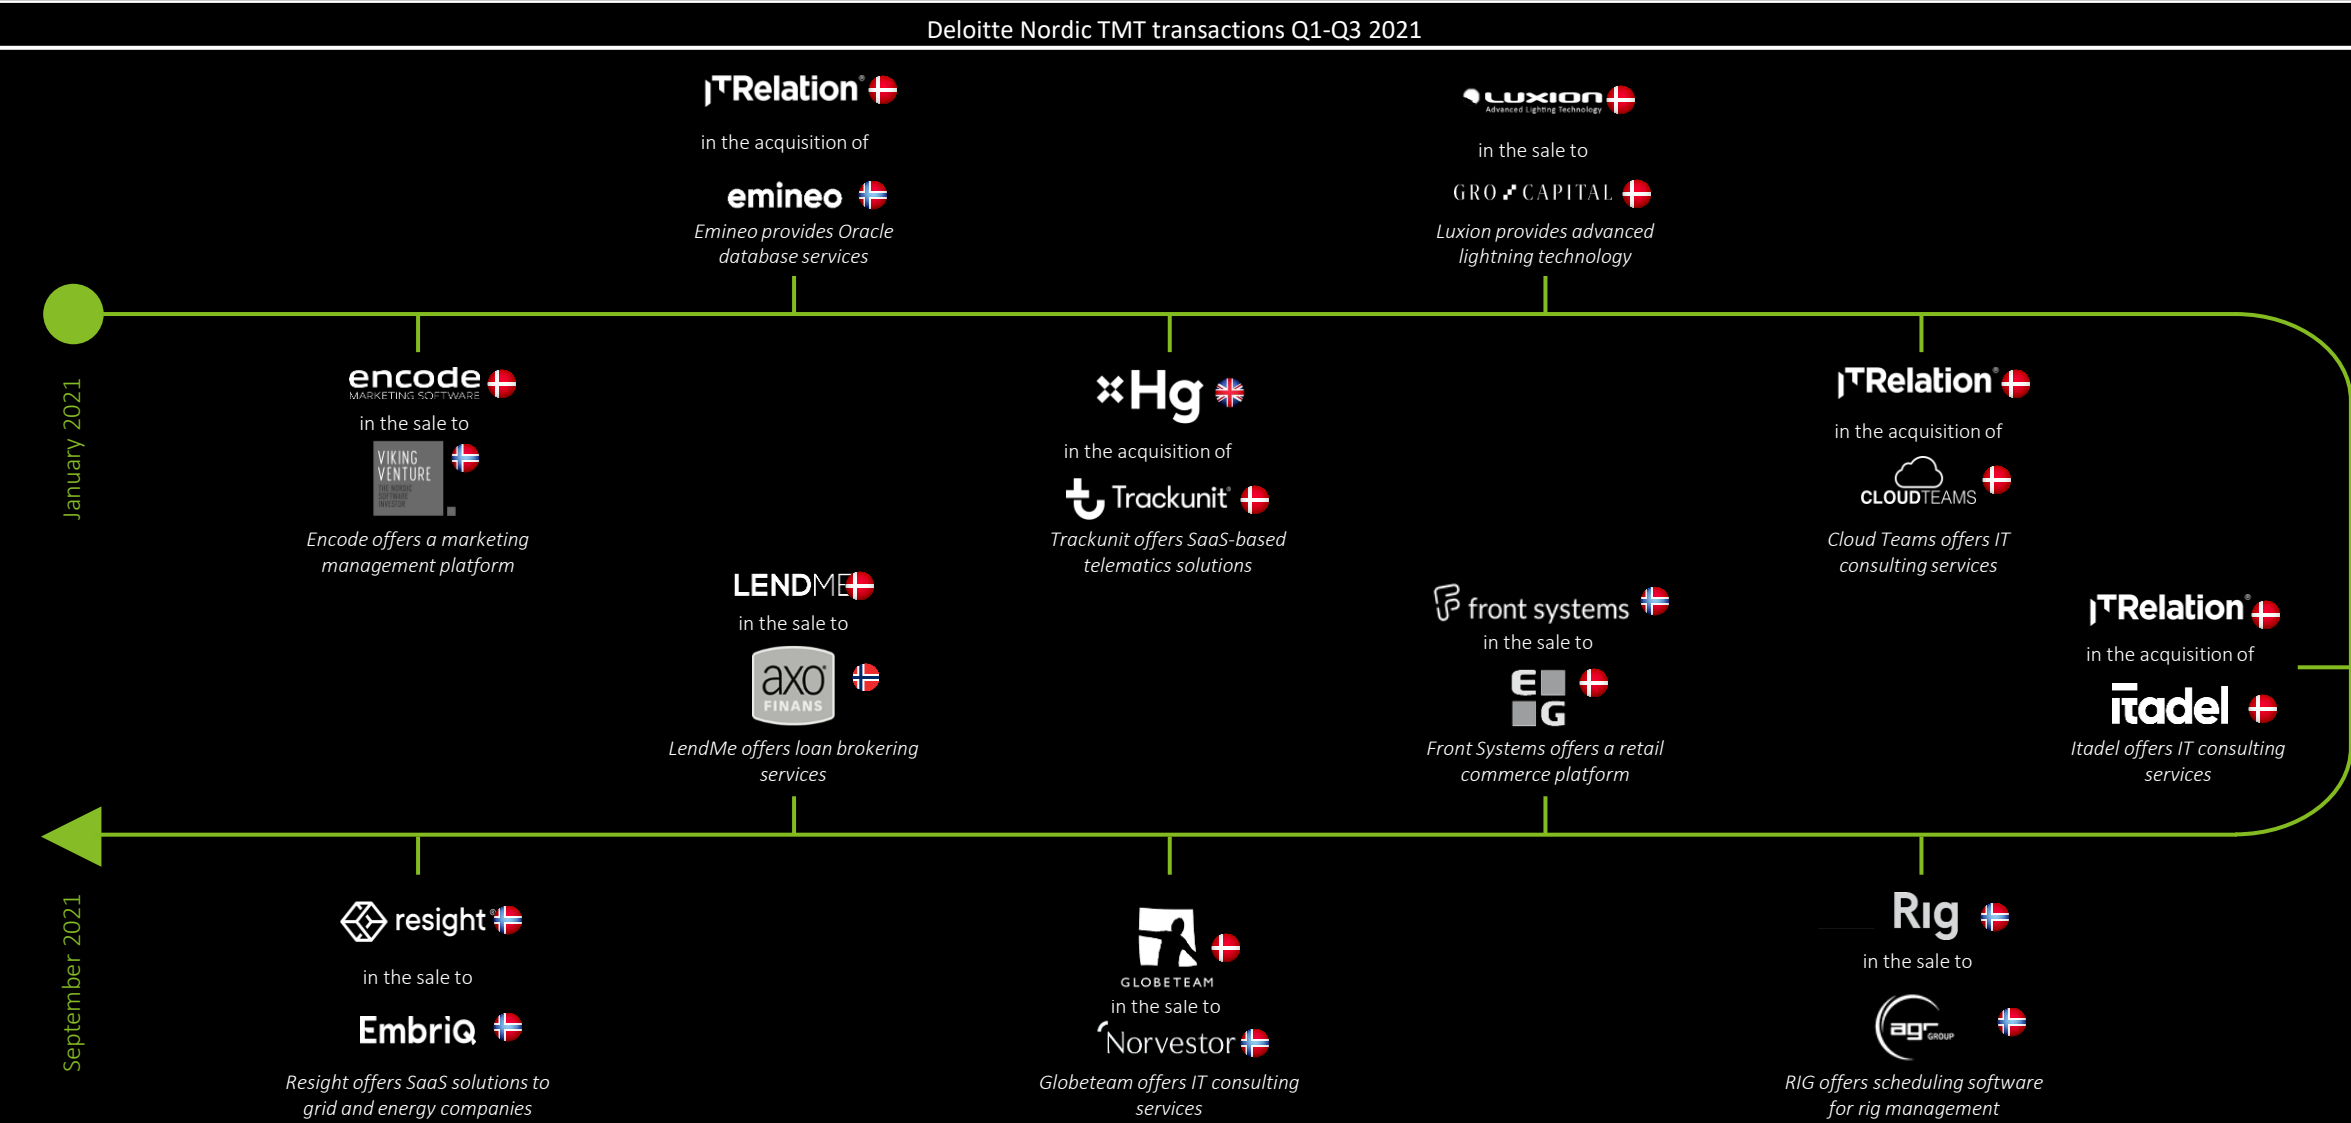 Deloitte Nordic TMT transactions Q1-Q3 2021
ITRelation
in the acquisition of
emineo
Emineo provides Oracle
database services
LUXION
Advanced Lighting Technology
in the sale to
GRO CAPITAL
Luxion provides advanced
lightning technology
January 2021
encode
MARKETING SOFTWARE
in the sale to
VIKING
VENTURE
THE NORDIC
SOFTWARE
INVESTOR
Encode offers a marketing
management platform
Hg
in the acquisition of
Trackunit
Trackunit offers SaaS-based
telematics solutions
ITRelation
in the acquisition of
CLOUDTEAMS
Cloud Teams offers IT
consulting services
ITRelation
in the acquisition of
itadel
Itadel offers IT consulting
services
front systems
in the sale to
EG
Front Systems offers a retail
commerce platform
LENDME
in the sale to
axo
FINANS
LendMe offers loan brokering
services
Rig
in the sale to
agr
GROUP
RIG offers scheduling software
for rig management
GLOBETEAM
in the sale to
Norvestor
Globeteam offers IT consulting
services
resight
in the sale to
EmbriQ
Resight offers SaaS solutions to
grid and energy companies
September 2021